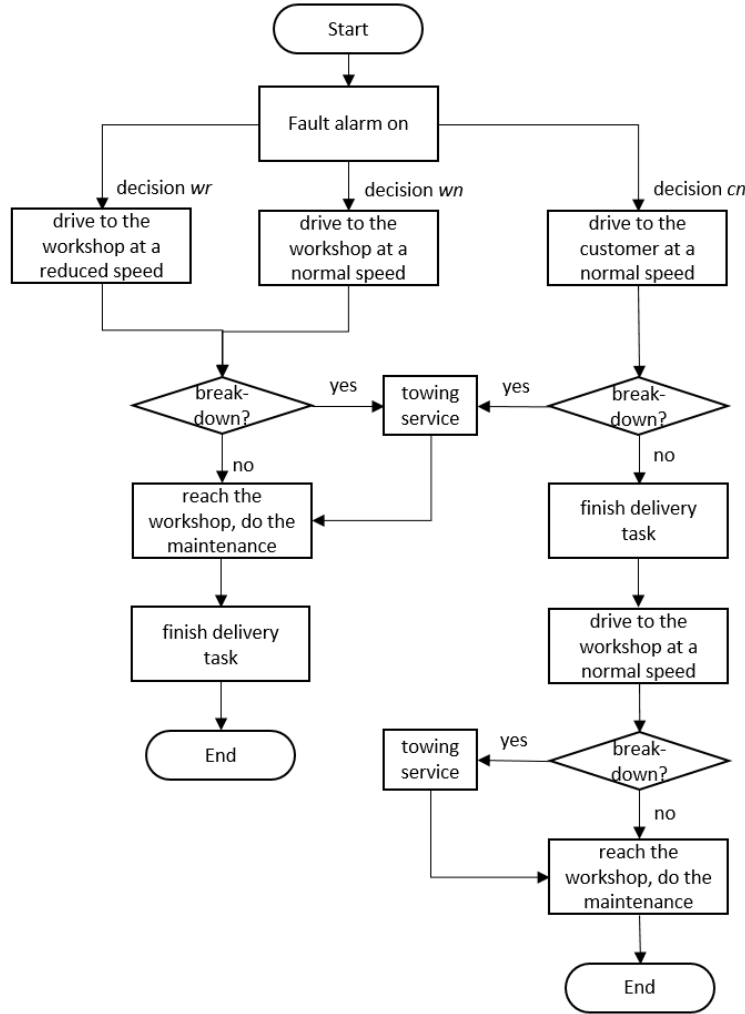 Start
Fault alarm on
decision wr
decision wn
decision cn
drive to the
workshop at a
reduced speed
drive to the
workshop at a
normal speed
drive to the
customer at a
normal speed
break-
down?
yes
towing
service
yes
break-
down?
no
no
reach the
workshop, do the
maintenance
finish delivery
task
finish delivery
task
drive to the
workshop at a
normal speed
End
towing
service
yes
break-
down?
no
reach the
workshop, do the
maintenance
End